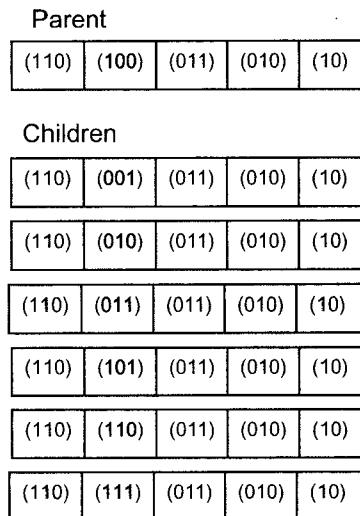 Parent
(110) (100) (011) (010) (10)
Children
(110) (001) (011) (010) (10)
(110) (010) (011) (010) (10)
(110) (011) (011) (010) (10)
(110) (101) (011) (010) (10)
(110) (110) (011) (010) (10)
(110) (111) (011) (010) (10)